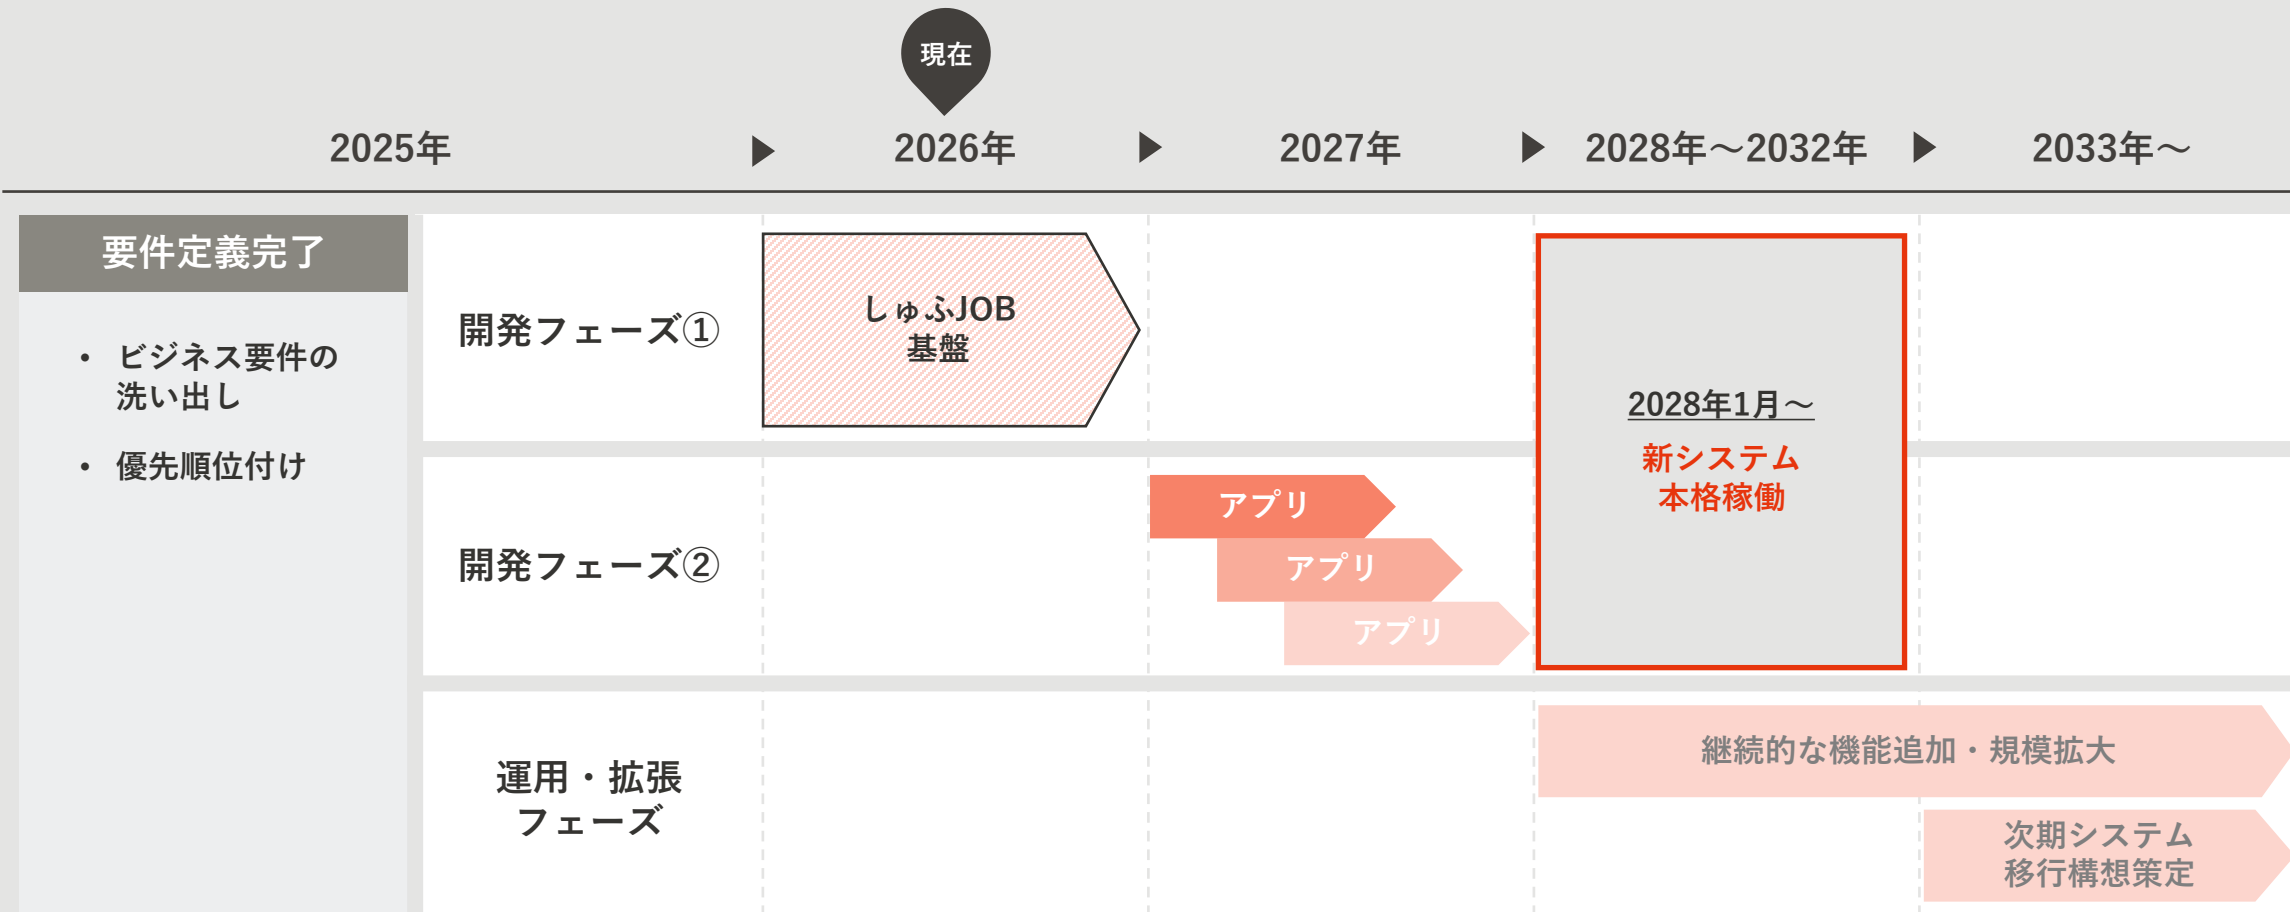 現在
2025年
2026年
2027年
2028年～2032年
2033年～
要件定義完了
• ビジネス要件の
洗い出し
• 優先順位付け
開発フェーズ①
しゅふJOB
基盤
2028年1月～
新システム
本格稼働
開発フェーズ②
アプリ
アプリ
アプリ
運用・拡張
フェーズ
継続的な機能追加・規模拡大
次期システム
移行構想策定